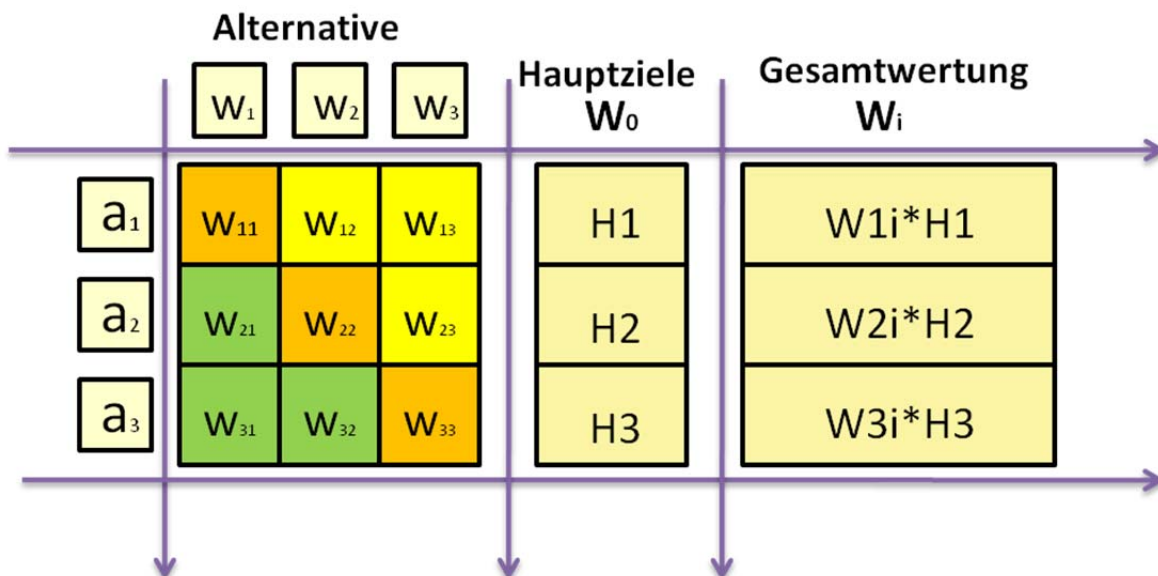 Alternative
Hauptziele Gesamtwertung
W₁ W₂ W₃ W₀ Wᵢ
a₁ W₁₁ W₁₂ W₁₃ H1 W1i*H1
a₂ W₂₁ W₂₂ W₂₃ H2 W2i*H2
a₃ W₃₁ W₃₂ W₃₃ H3 W3i*H3